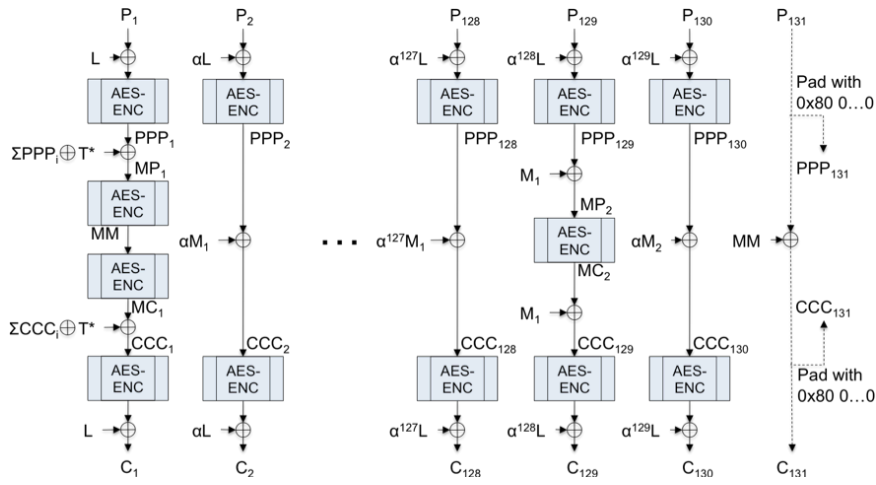 P₁ P₂ P₁₂₈ P₁₂₉ P₁₃₀ P₁₃₁
L αL α¹²⁷L α¹²⁸L α¹²⁹L
AES-ENC AES-ENC AES-ENC AES-ENC AES-ENC
Pad with
0x80 0...0
PPP₁ PPP₂ PPP₁₂₈ PPP₁₂₉ PPP₁₃₀
ΣPPPᵢ⊕T* M₁ PPP₁₃₁
MP₁ MP₂
AES-ENC
MM αM₁ ... α¹²⁷M₁ AES-ENC αM₂ MM
AES-ENC
MC₁ MC₂
ΣCCCᵢ⊕T* M₁ CCC₁₃₁
CCC₁ CCC₂ CCC₁₂₈ CCC₁₂₉ CCC₁₃₀
AES-ENC AES-ENC AES-ENC AES-ENC AES-ENC
Pad with
0x80 0...0
L αL α¹²⁷L α¹²⁸L α¹²⁹L
C₁ C₂ C₁₂₈ C₁₂₉ C₁₃₀ C₁₃₁